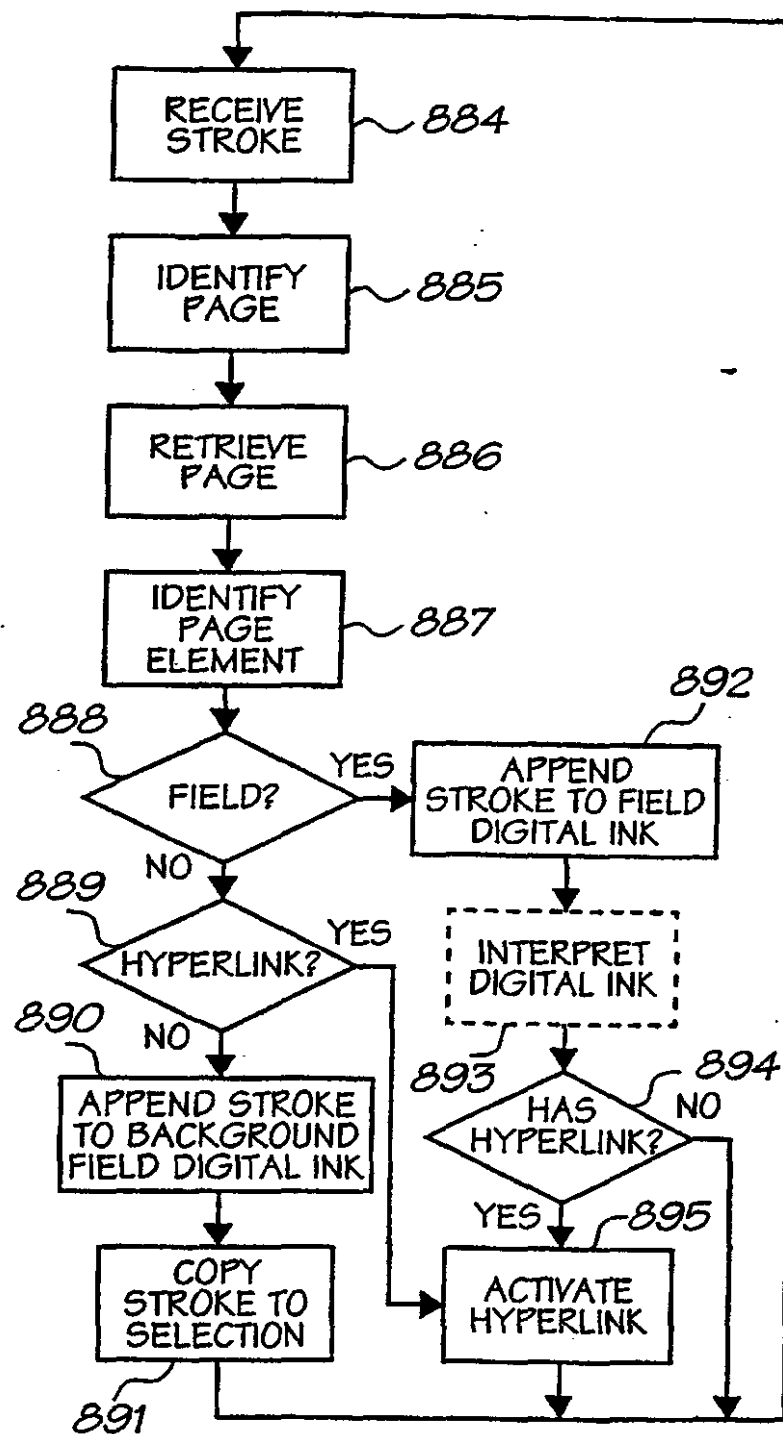 RECEIVE
STROKE
884
IDENTIFY
PAGE
885
RETRIEVE
PAGE
886
IDENTIFY
PAGE
ELEMENT
887
888
FIELD?
YES
NO
892
APPEND
STROKE TO FIELD
DIGITAL INK
889
HYPERLINK?
YES
NO
INTERPRET
DIGITAL INK
893
890
APPEND STROKE
TO BACKGROUND
FIELD DIGITAL INK
894
HAS
HYPERLINK?
NO
YES
895
COPY
STROKE TO
SELECTION
891
ACTIVATE
HYPERLINK